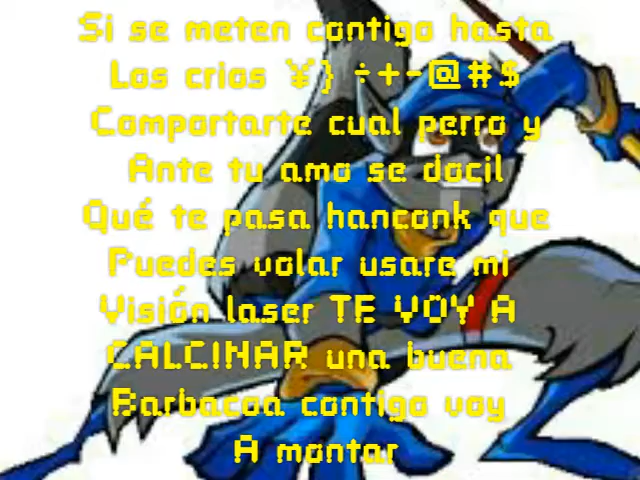 Si se meten contigo hasta
Los crios ¥} ÷+-@#$
Comportarte cual perro y
Ante tu amo se docil
Qué te pasa hanconk que
Puedes volar usare mi
Visión laser TE VOY A
CALCINAR una buena
Barbacoa contigo voy
A montar